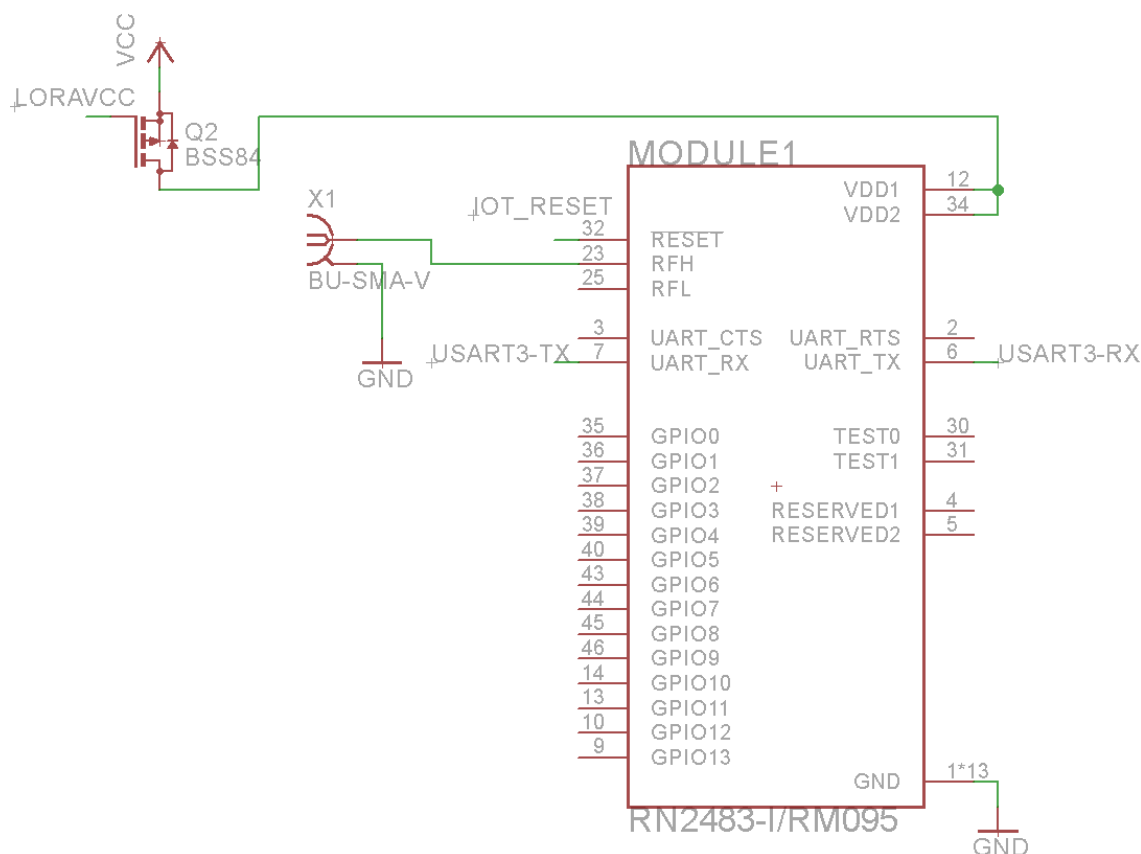 VCC
LORAVCC
Q2
BSS84
MODULE1
X1
BU-SMA-V
GND
IOT_RESET
32 RESET
23 RFH
25 RFL
3 UART_CTS
USART3-TX 7 UART_RX
35 GPIO0
36 GPIO1
37 GPIO2
38 GPIO3
39 GPIO4
40 GPIO5
43 GPIO6
44 GPIO7
45 GPIO8
46 GPIO9
14 GPIO10
13 GPIO11
10 GPIO12
9 GPIO13
VDD1 12
VDD2 34
UART_RTS 2
UART_TX 6 USART3-RX
TEST0 30
TEST1 31
RESERVED1 4
RESERVED2 5
GND 1*13
RN2483-I/RM095
GND